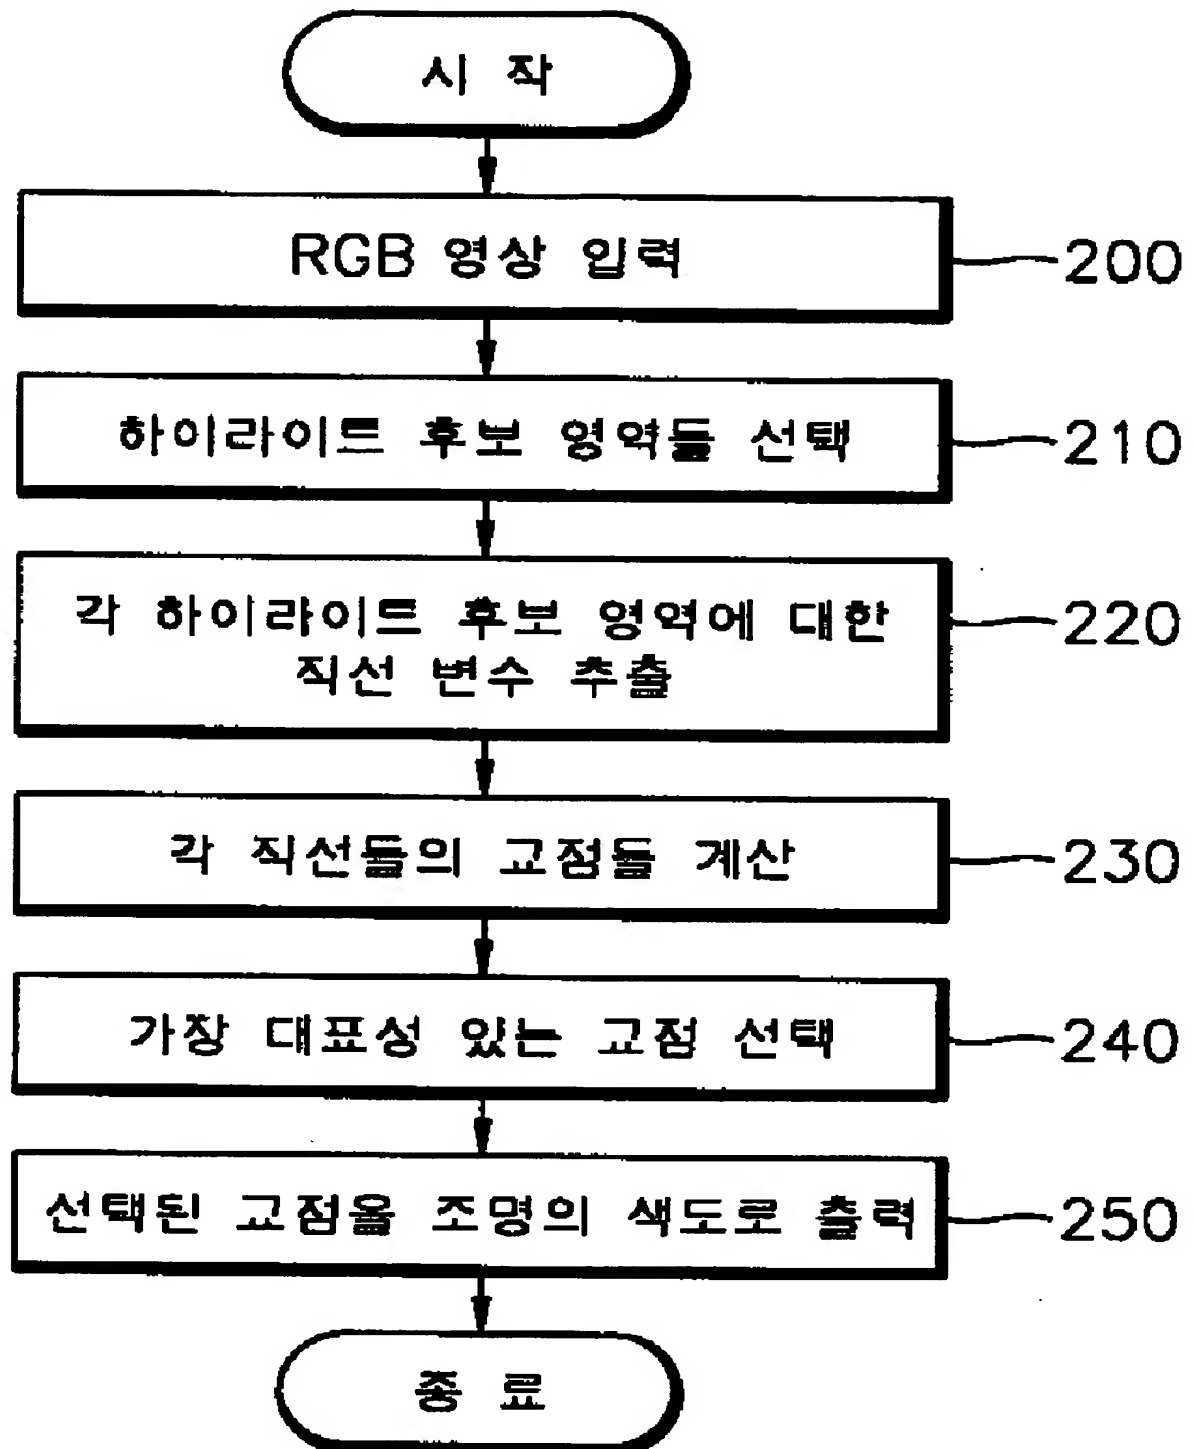 시 작
RGB 영상 입력
200
하이라이트 후보 영역들 선택
210
각 하이라이트 후보 영역에 대한
직선 변수 추출
220
각 직선들의 교점들 계산
230
가장 대표성 있는 교점 선택
240
선택된 교점을 조명의 색도로 출력
250
종 료